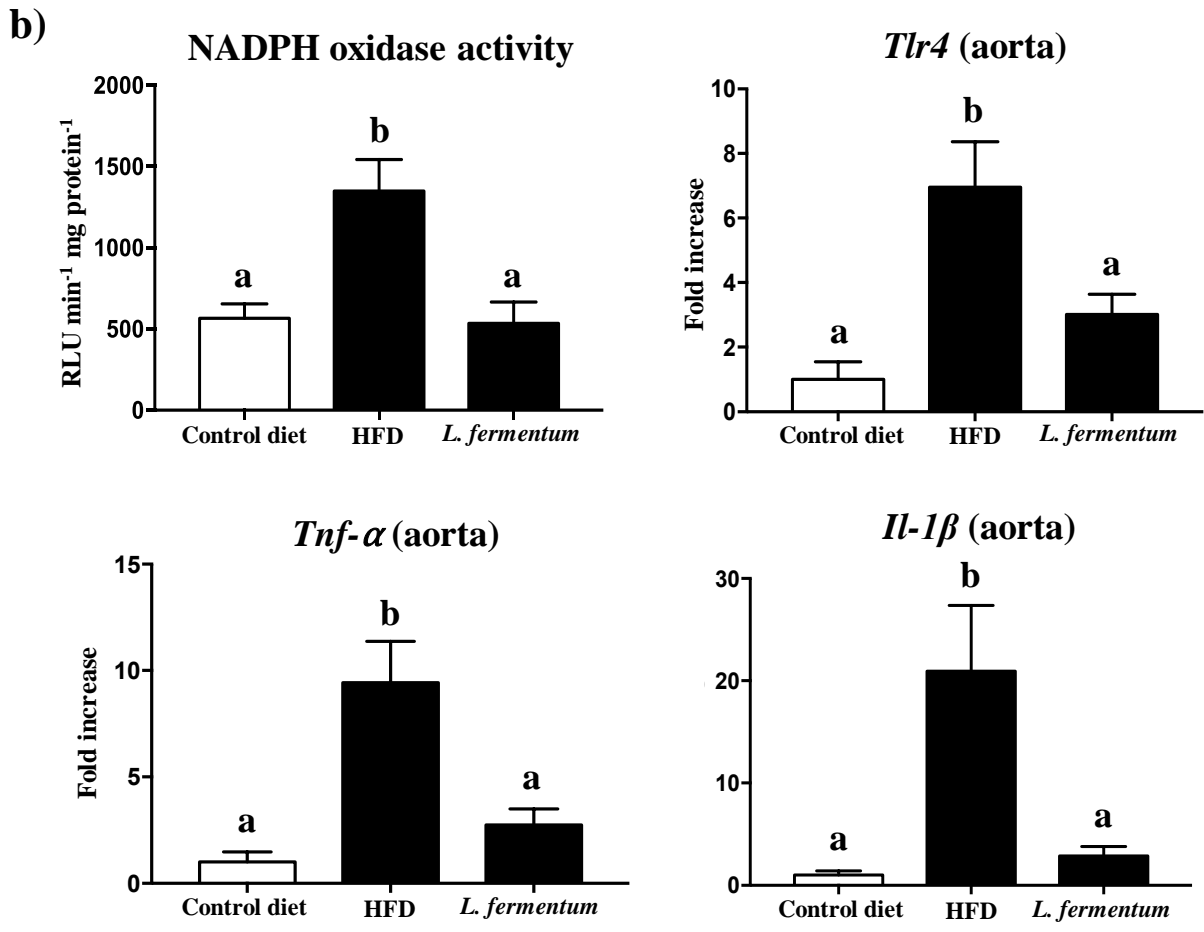 b)
NADPH oxidase activity
RLU min⁻¹ mg protein⁻¹
2000
1500
1000
500
0
a
b
a
Control diet
HFD
L. fermentum
Tlr4 (aorta)
Fold increase
10
8
6
4
2
0
a
b
a
Control diet
HFD
L. fermentum
Tnf-α (aorta)
Fold increase
15
10
5
0
a
b
a
Control diet
HFD
L. fermentum
Il-1β (aorta)
30
20
10
0
a
b
a
Control diet
HFD
L. fermentum